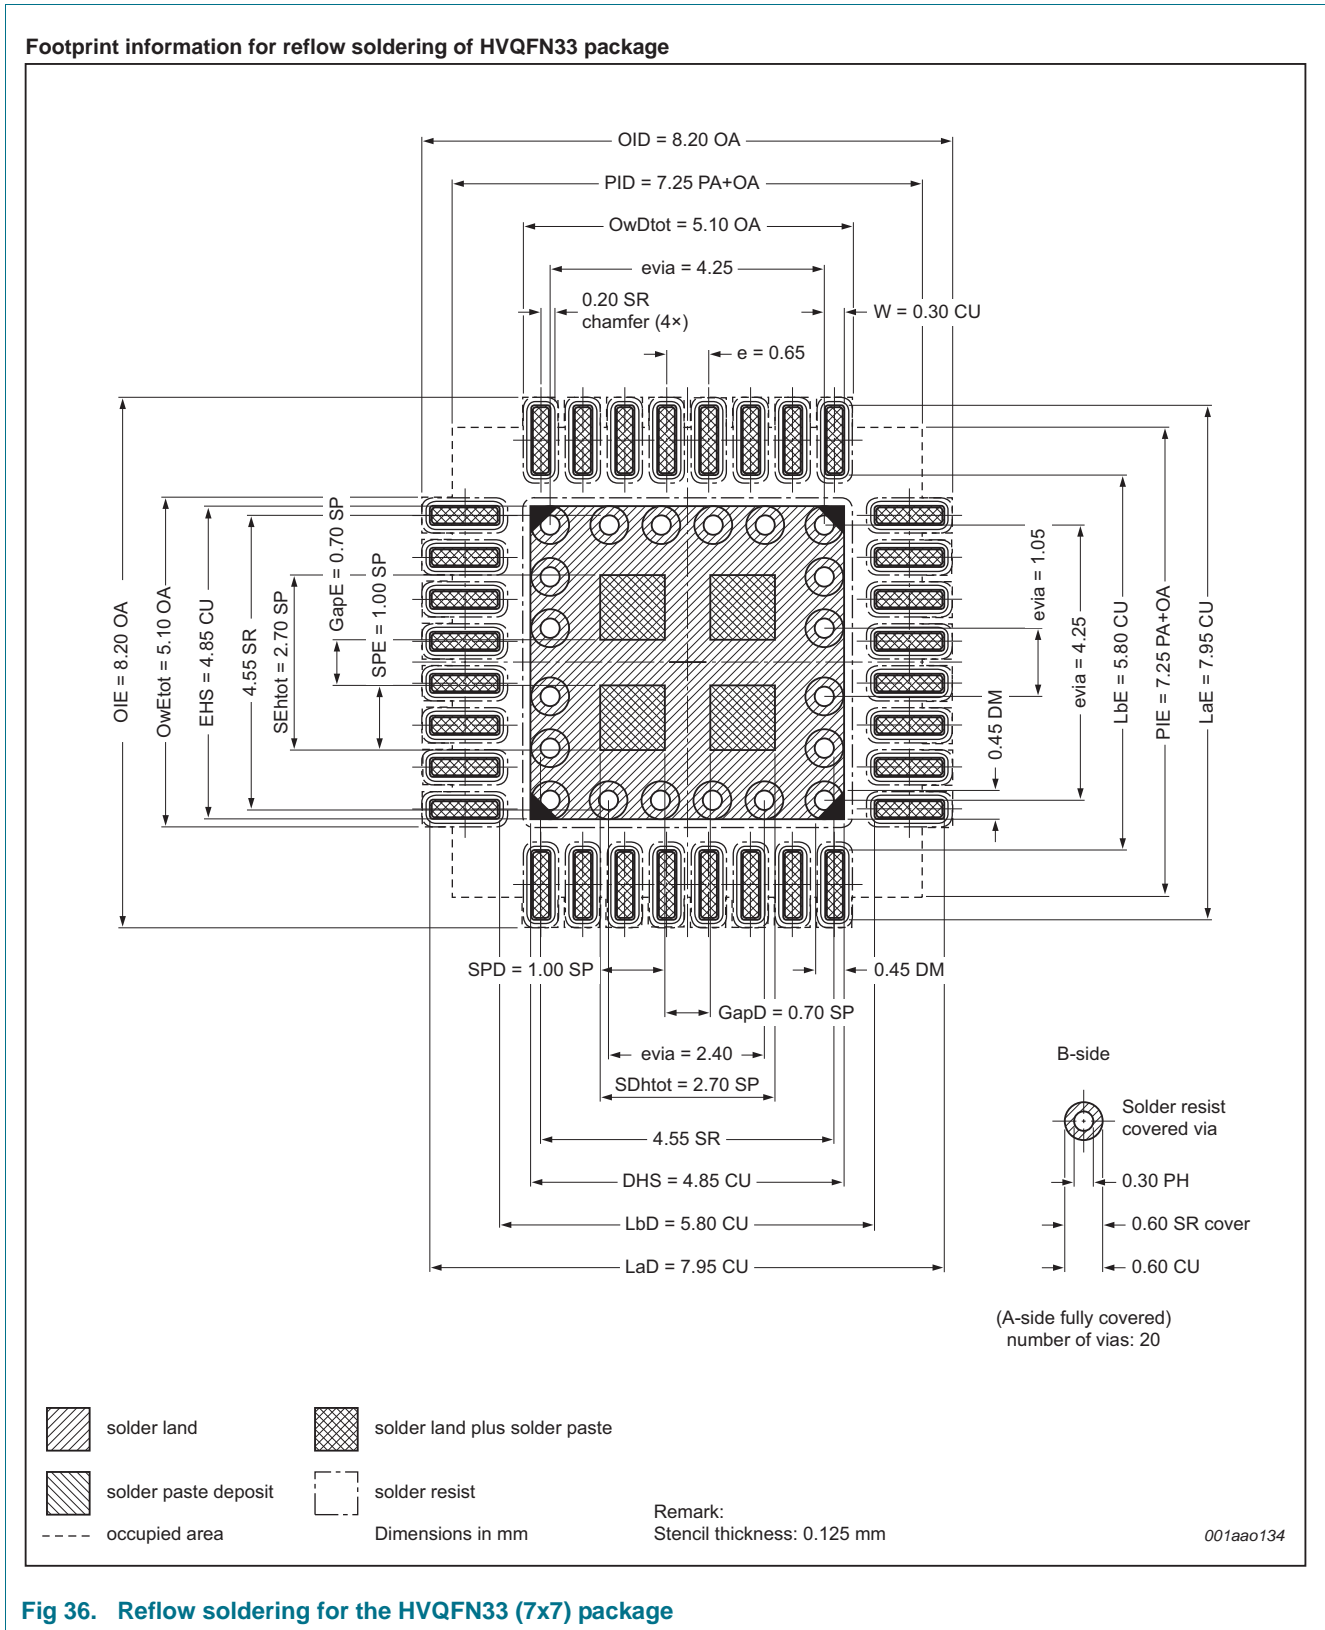 Footprint information for reflow soldering of HVQFN33 package
OID = 8.20 OA
PID = 7.25 PA+OA
OwDtot = 5.10 OA
evia = 4.25
0.20 SR
chamfer (4×)
W = 0.30 CU
e = 0.65
OIE = 8.20 OA
OwEtot = 5.10 OA
EHS = 4.85 CU
4.55 SR
SEhtot = 2.70 SP
GapE = 0.70 SP
SPE = 1.00 SP
evia = 1.05
0.45 DM
evia = 4.25
LbE = 5.80 CU
PIE = 7.25 PA+OA
LaE = 7.95 CU
SPD = 1.00 SP
0.45 DM
GapD = 0.70 SP
evia = 2.40
SDhtot = 2.70 SP
4.55 SR
DHS = 4.85 CU
LbD = 5.80 CU
LaD = 7.95 CU
B-side
Solder resist
covered via
0.30 PH
0.60 SR cover
0.60 CU
(A-side fully covered)
number of vias: 20
solder land
solder land plus solder paste
solder paste deposit
solder resist
occupied area
Dimensions in mm
Remark:
Stencil thickness: 0.125 mm
001aao134
Fig 36. Reflow soldering for the HVQFN33 (7x7) package